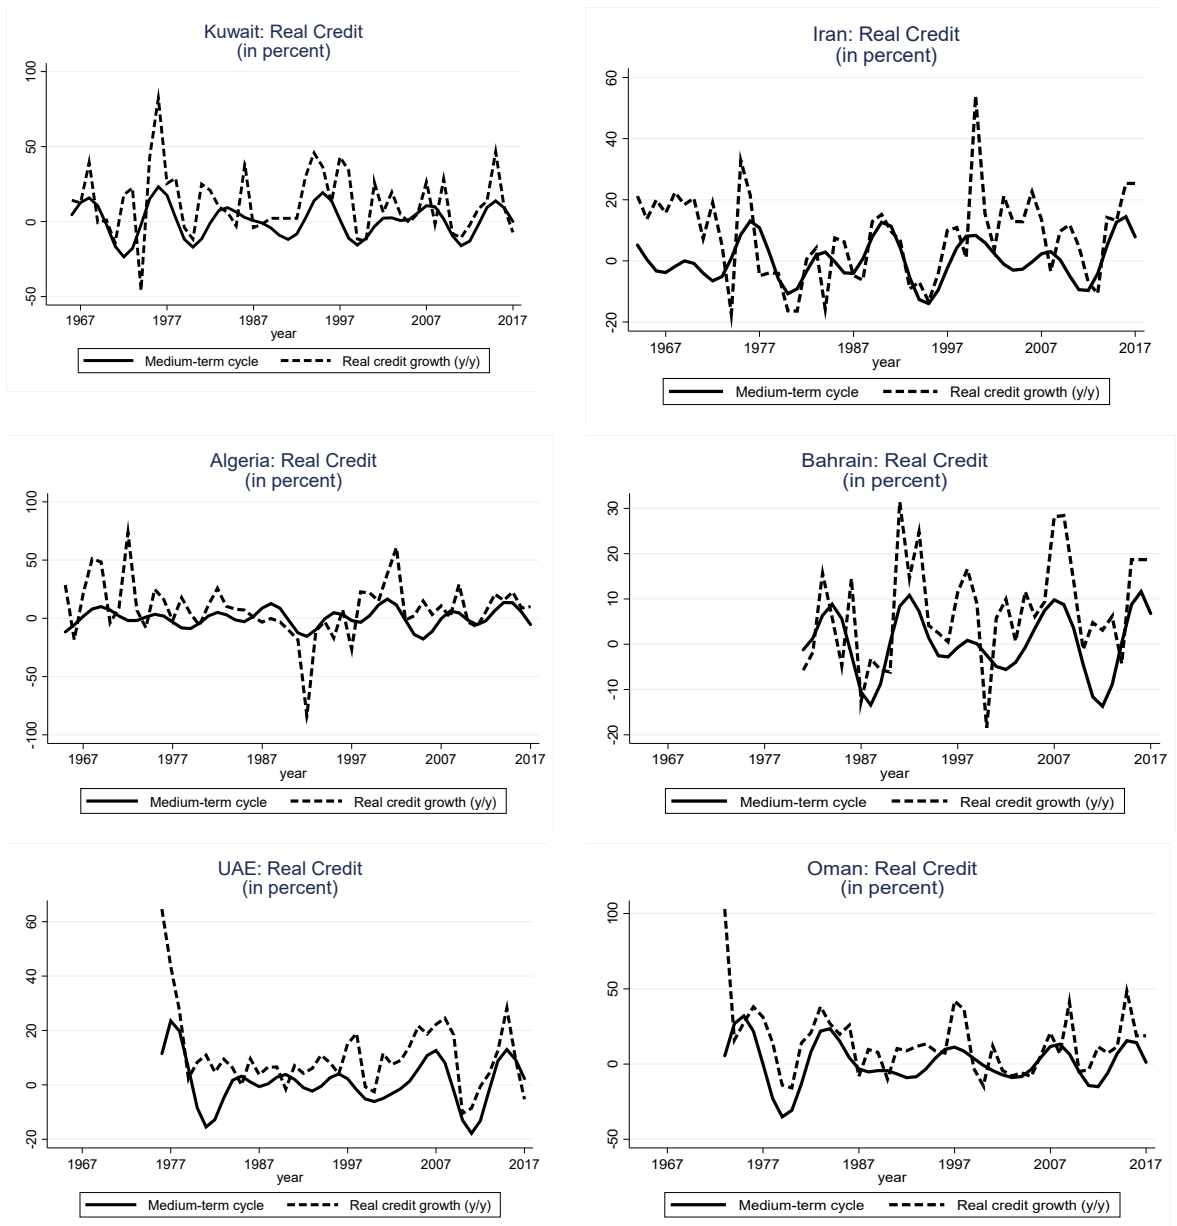 Kuwait: Real Credit
(in percent)
100
50
0
-50
1967 1977 1987 1997 2007 2017
year
Medium-term cycle Real credit growth (y/y)
Iran: Real Credit
(in percent)
60
40
20
0
-20
1967 1977 1987 1997 2007 2017
year
Medium-term cycle Real credit growth (y/y)
Algeria: Real Credit
(in percent)
100
50
0
-50
-100
1967 1977 1987 1997 2007 2017
year
Medium-term cycle Real credit growth (y/y)
Bahrain: Real Credit
(in percent)
30
20
10
0
-10
-20
1967 1977 1987 1997 2007 2017
year
Medium-term cycle Real credit growth (y/y)
UAE: Real Credit
(in percent)
60
40
20
0
-20
1967 1977 1987 1997 2007 2017
year
Medium-term cycle Real credit growth (y/y)
Oman: Real Credit
(in percent)
100
50
0
-50
1967 1977 1987 1997 2007 2017
year
Medium-term cycle Real credit growth (y/y)